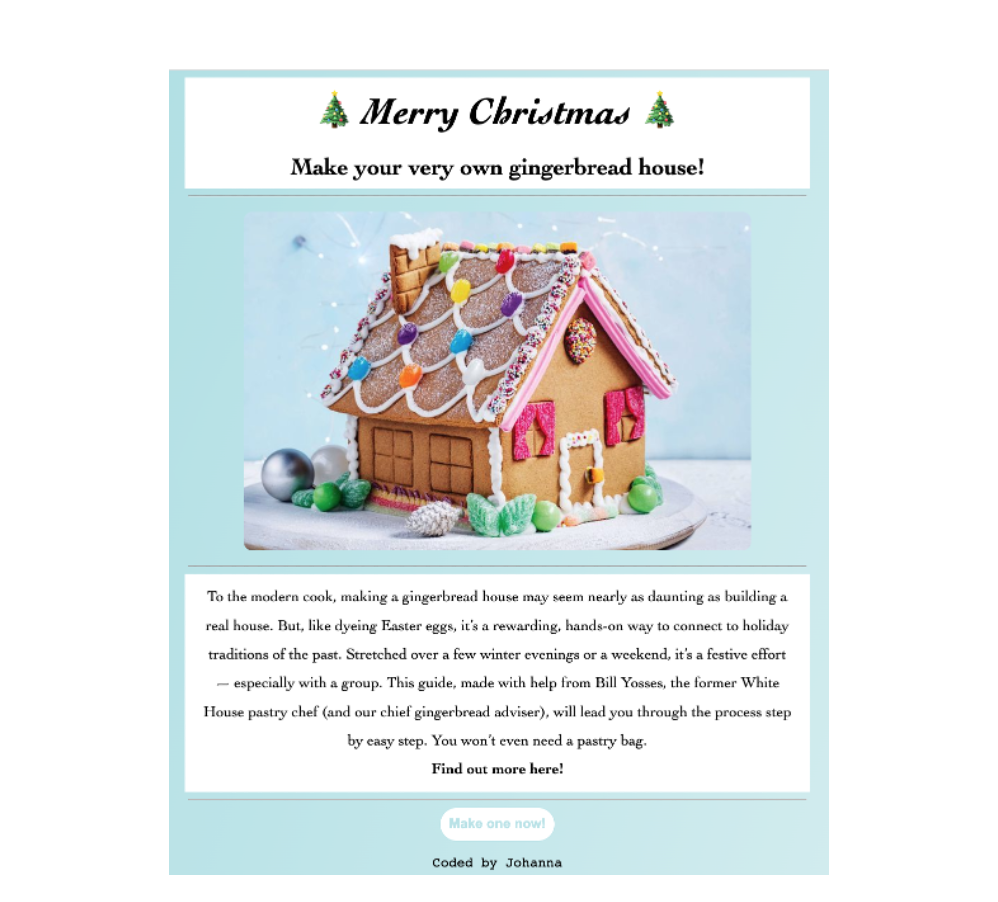 🎄 Merry Christmas 🎄
Make your very own gingerbread house!
To the modern cook, making a gingerbread house may seem nearly as daunting as building a
real house. But, like dyeing Easter eggs, it's a rewarding, hands-on way to connect to holiday
traditions of the past. Stretched over a few winter evenings or a weekend, it's a festive effort
— especially with a group. This guide, made with help from Bill Yosses, the former White
House pastry chef (and our chief gingerbread adviser), will lead you through the process step
by easy step. You won't even need a pastry bag.
Find out more here!
Make one now!
Coded by Johanna